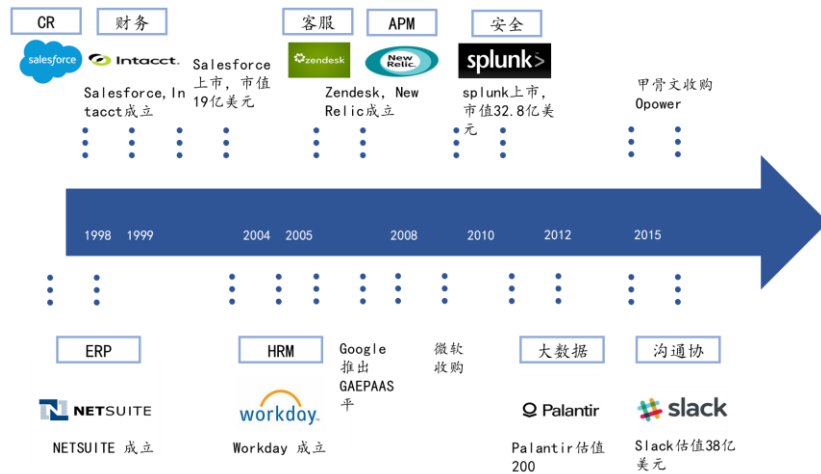 CR
财务
客服
APM
安全
salesforce
Intacct.
zendesk
New
Relic.
splunk>
Salesforce,In
tacct成立
Salesforce
上市，市值
19亿美元
Zendesk, New
Relic成立
splunk上市，
市值32.8亿美
元
甲骨文收购
Opower
1998
1999
2004
2005
2008
2010
2012
2015
ERP
HRM
Google
推出
GAEPAAS
平
微软
收购
大数据
沟通协
N NETSUITE
workday
Palantir
slack
NETSUITE 成立
Workday 成立
Palantir估值
200
Slack估值38亿
美元